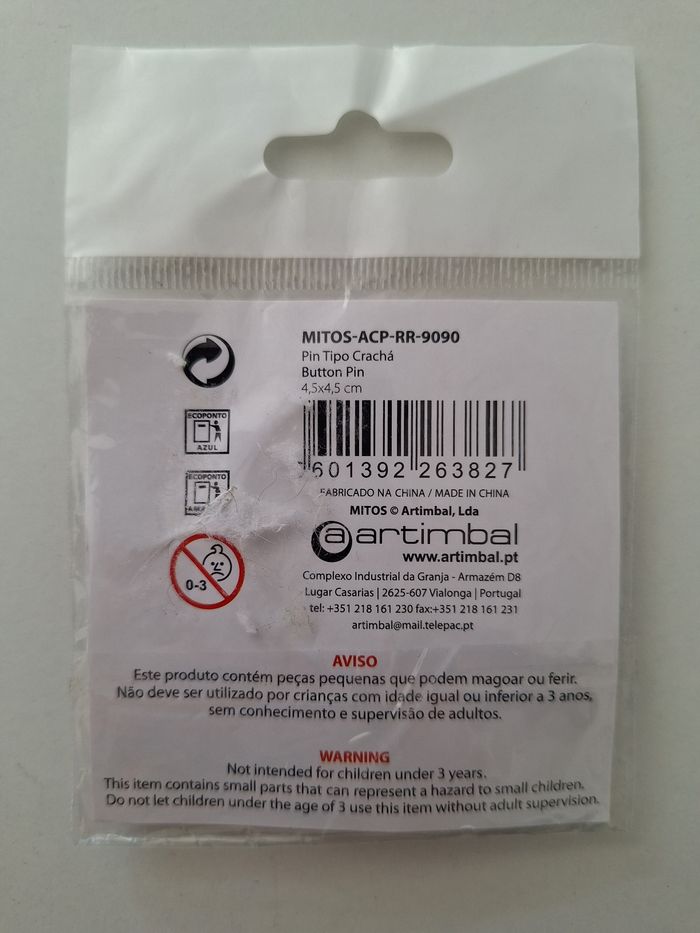 MITOS-ACP-RR-9090
Pin Tipo Crachá
Button Pin
4,5x4,5 cm
601392 263827
FABRICADO NA CHINA / MADE IN CHINA
MITOS © Artimbal, Lda
a artimbal
www.artimbal.pt
Complexo Industrial da Granja - Armazém D8
Lugar Casarias | 2625-607 Vialonga | Portugal
tel: +351 218 161 230 fax:+351 218 161 231
artimbal@mail.telepac.pt
ECOPONTO
AZUL
ECOPONTO
0-3
AVISO
Este produto contém peças pequenas que podem magoar ou ferir.
Não deve ser utilizado por crianças com idade igual ou inferior a 3 anos,
sem conhecimento e supervisão de adultos.
WARNING
Not intended for children under 3 years.
This item contains small parts that can represent a hazard to small children.
Do not let children under the age of 3 use this item without adult supervision.